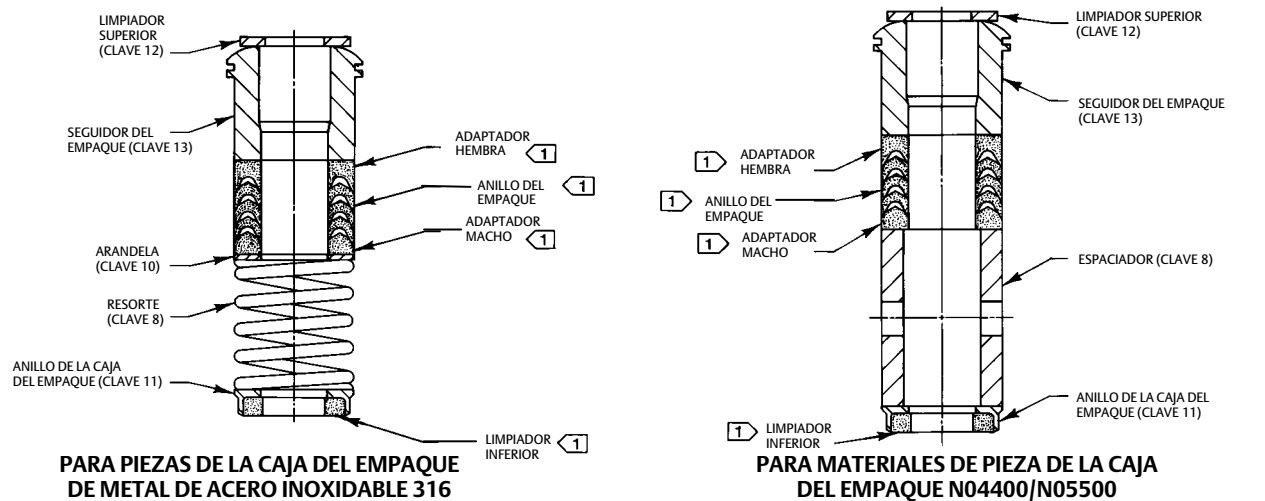 LIMPIADOR
SUPERIOR
(CLAVE 12)
SEGUIDOR DEL
EMPAQUE (CLAVE 13)
ADAPTADOR
HEMBRA 1
ANILLO DEL
EMPAQUE 1
ADAPTADOR
MACHO 1
ARANDELA
(CLAVE 10)
RESORTE
(CLAVE 8)
ANILLO DE LA CAJA
DEL EMPAQUE (CLAVE 11)
LIMPIADOR
INFERIOR 1
PARA PIEZAS DE LA CAJA DEL EMPAQUE
DE METAL DE ACERO INOXIDABLE 316
LIMPIADOR SUPERIOR
(CLAVE 12)
SEGUIDOR DEL EMPAQUE
(CLAVE 13)
1 ADAPTADOR
HEMBRA
1 ANILLO DEL
EMPAQUE
1 ADAPTADOR
MACHO
ESPACIADOR (CLAVE 8)
ANILLO DE LA CAJA DEL
EMPAQUE (CLAVE 11)
1 LIMPIADOR
INFERIOR
PARA MATERIALES DE PIEZA DE LA CAJA
DEL EMPAQUE N04400/N05500